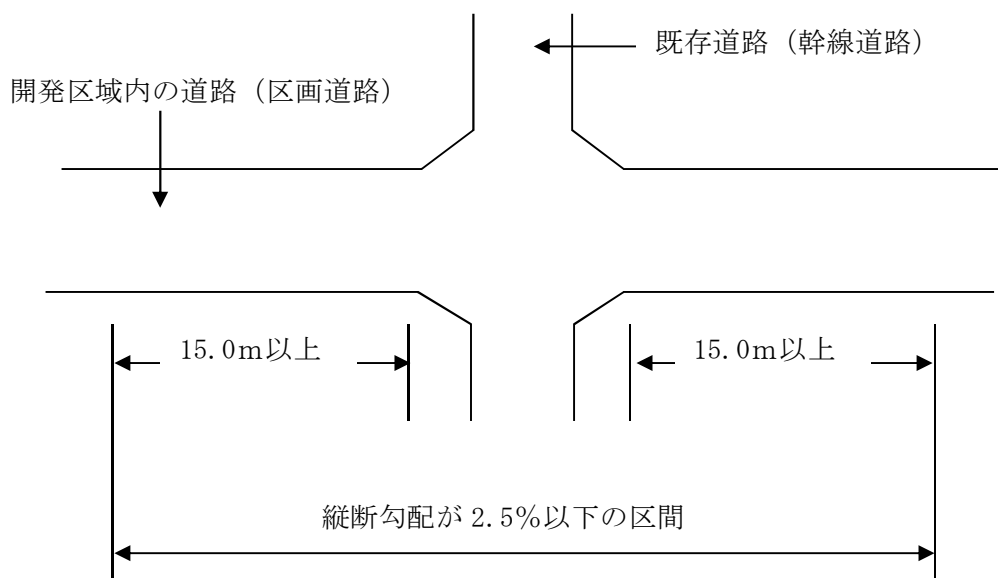 既存道路（幹線道路）
開発区域内の道路（区画道路）
15.0m以上
15.0m以上
縦断勾配が 2.5％以下の区間